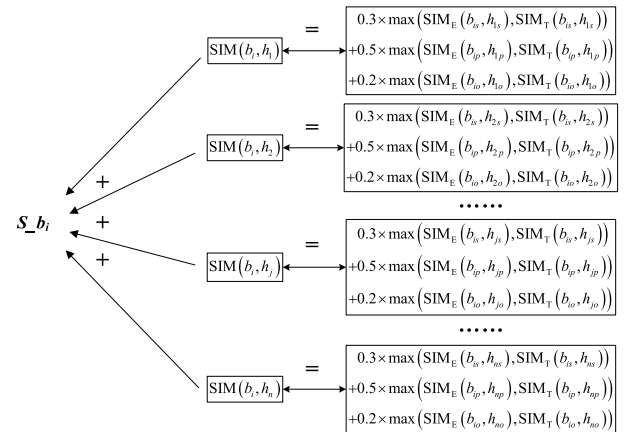 =
0.3×max(SIM_E(b_is,h_1s),SIM_T(b_is,h_1s))
SIM(b_i,h_1)
+0.5×max(SIM_E(b_ip,h_1p),SIM_T(b_ip,h_1p))
+0.2×max(SIM_E(b_io,h_1o),SIM_T(b_io,h_1o))
=
0.3×max(SIM_E(b_is,h_2s),SIM_T(b_is,h_2s))
SIM(b_i,h_2)
+0.5×max(SIM_E(b_ip,h_2p),SIM_T(b_ip,h_2p))
+0.2×max(SIM_E(b_io,h_2o),SIM_T(b_io,h_2o))
+
……
S_b_i
+
=
0.3×max(SIM_E(b_is,h_js),SIM_T(b_is,h_js))
+
SIM(b_i,h_j)
+0.5×max(SIM_E(b_ip,h_jp),SIM_T(b_ip,h_jp))
+0.2×max(SIM_E(b_io,h_jo),SIM_T(b_io,h_jo))
……
=
0.3×max(SIM_E(b_is,h_ns),SIM_T(b_is,h_ns))
SIM(b_i,h_n)
+0.5×max(SIM_E(b_ip,h_np),SIM_T(b_ip,h_np))
+0.2×max(SIM_E(b_io,h_no),SIM_T(b_io,h_no))